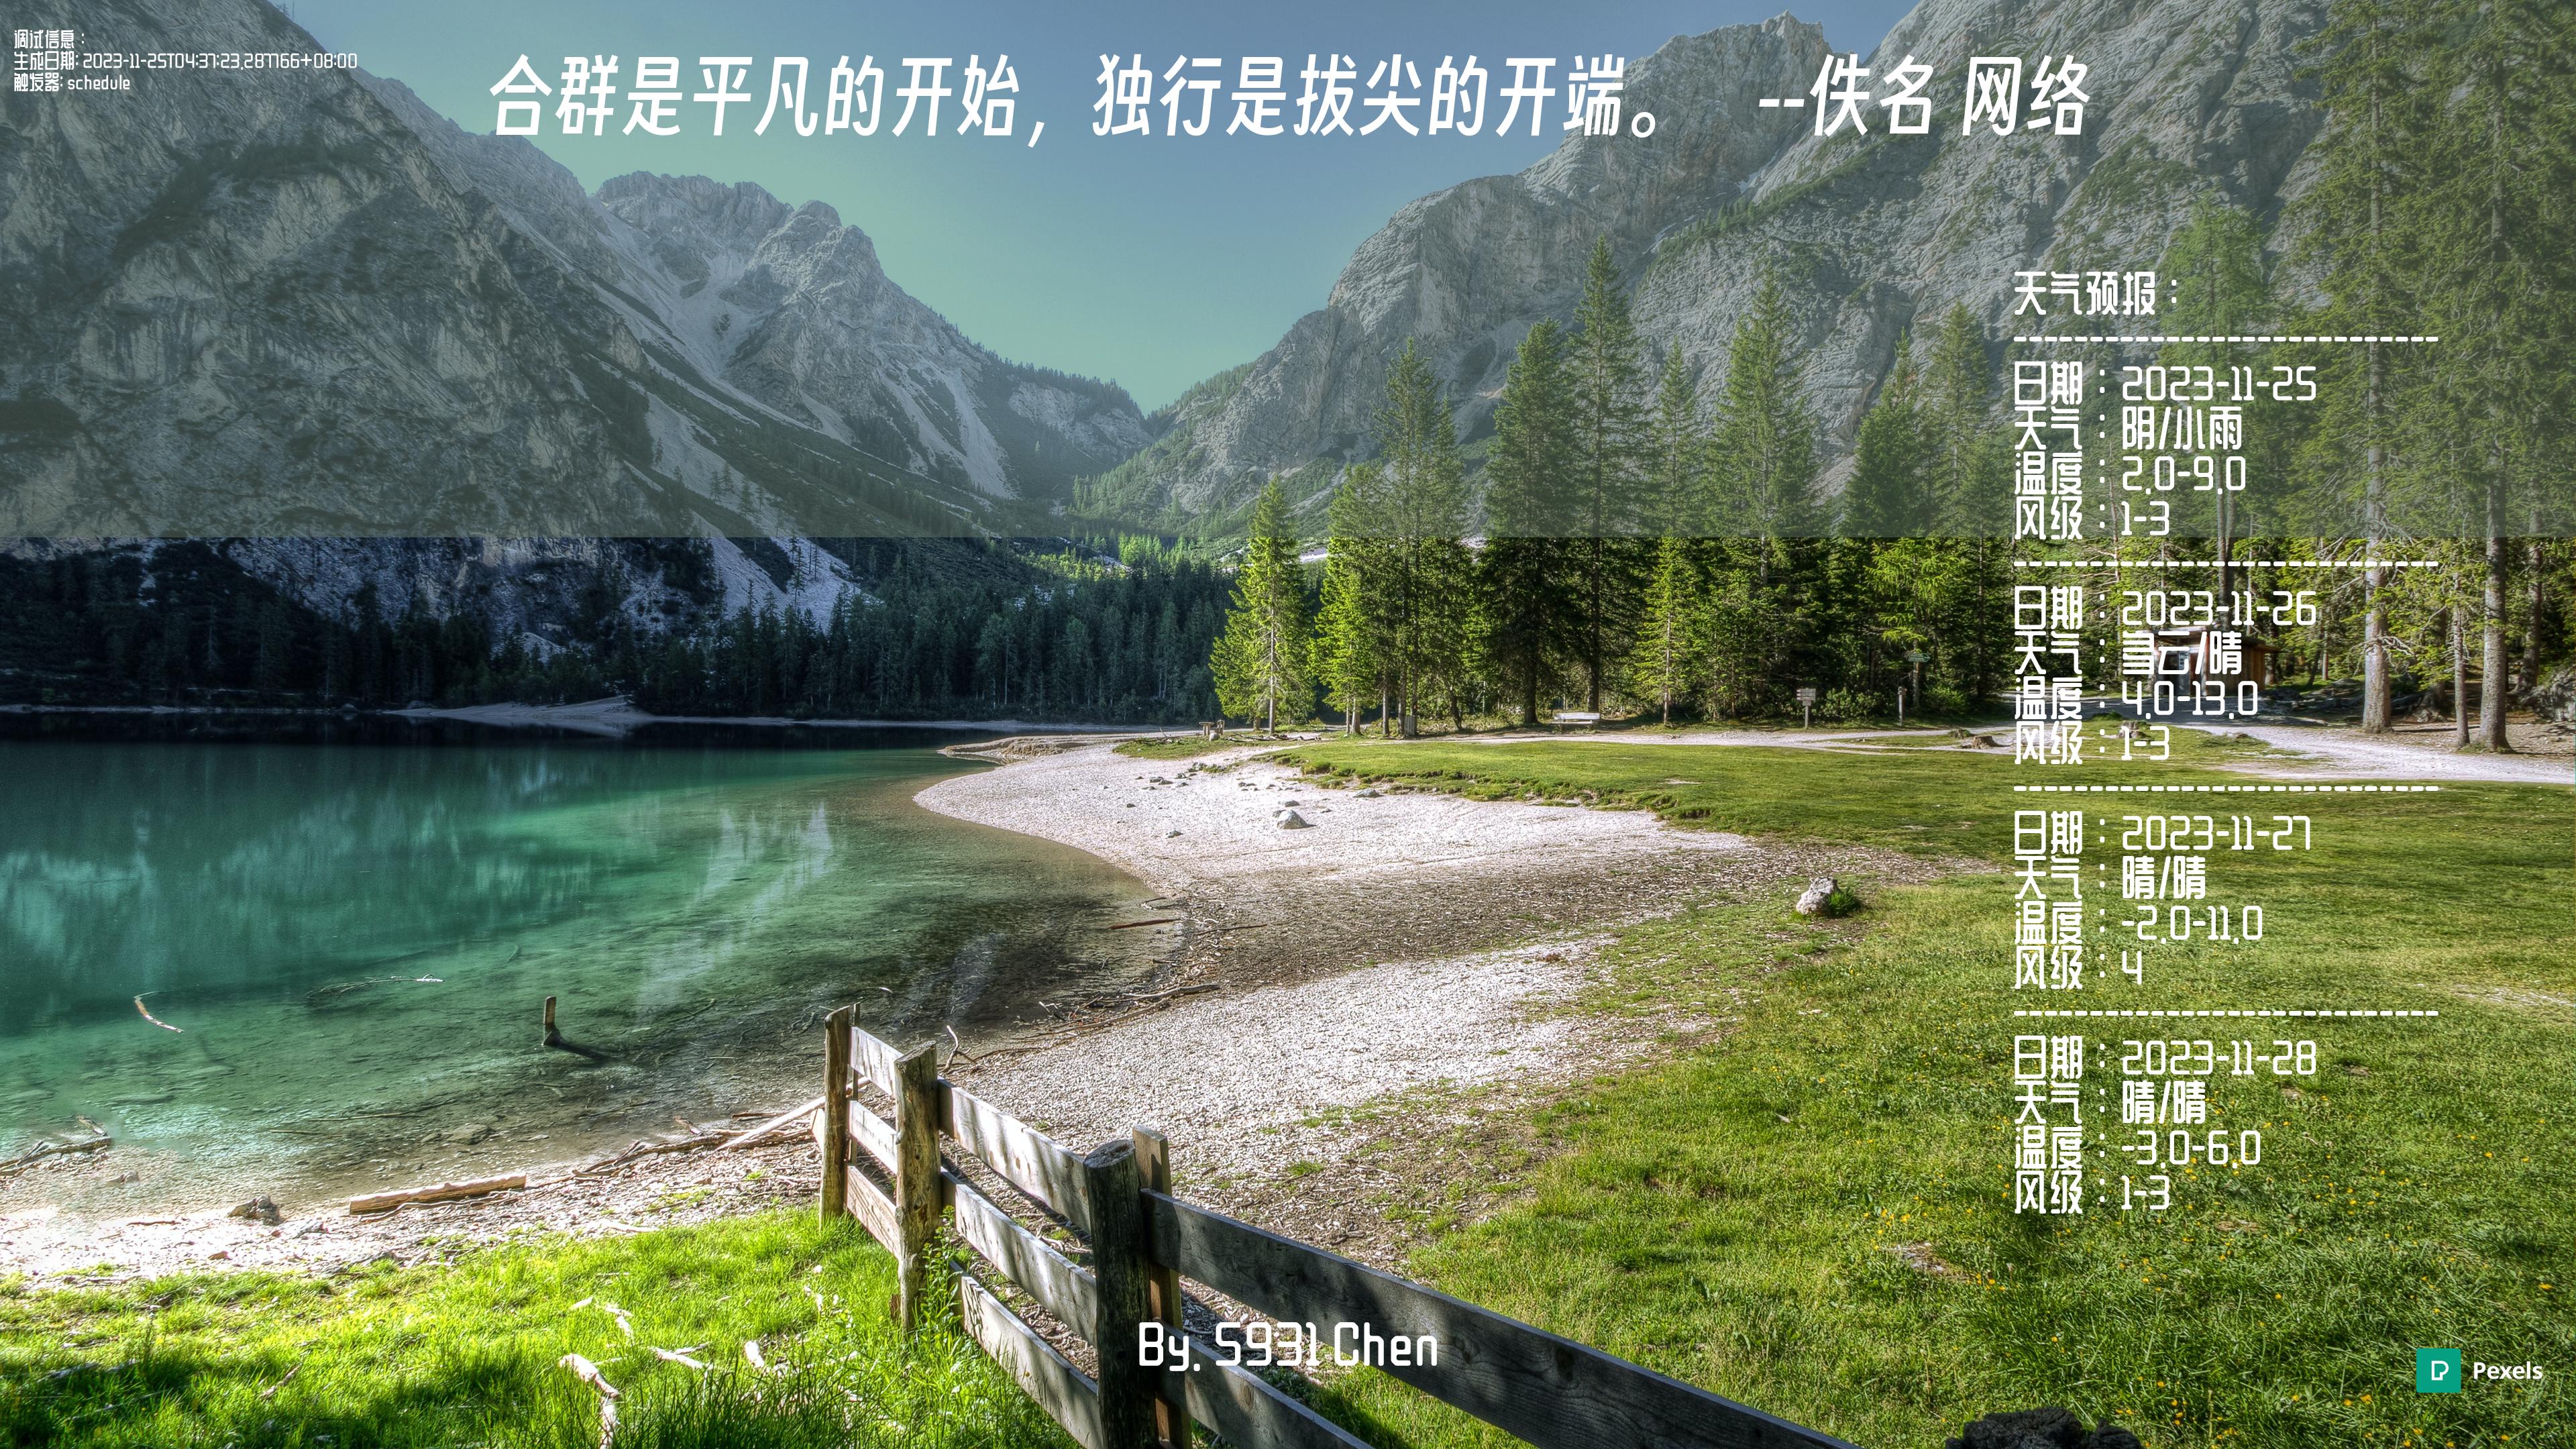 调试信息：
生成日期: 2023-11-25T04:37:23.287766+08:00
触发器: schedule
合群是平凡的开始，独行是拔尖的开端。 --佚名 网络
天气预报：
----------------------------
日期：2023-11-25
天气：阴/小雨
温度：2.0-9.0
风级：1-3
----------------------------
日期：2023-11-26
天气：多云/晴
温度：4.0-13.0
风级：1-3
----------------------------
日期：2023-11-27
天气：晴/晴
温度：-2.0-11.0
风级：4
----------------------------
日期：2023-11-28
天气：晴/晴
温度：-3.0-6.0
风级：1-3
By. S931 Chen
Pexels